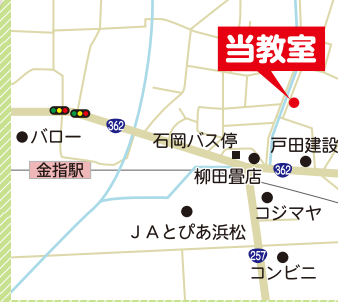 当教室
362
バロー
石岡バス停
戸田建設
金指駅
柳田畳店
362
コジマヤ
JAとぴあ浜松
257
コンビニ